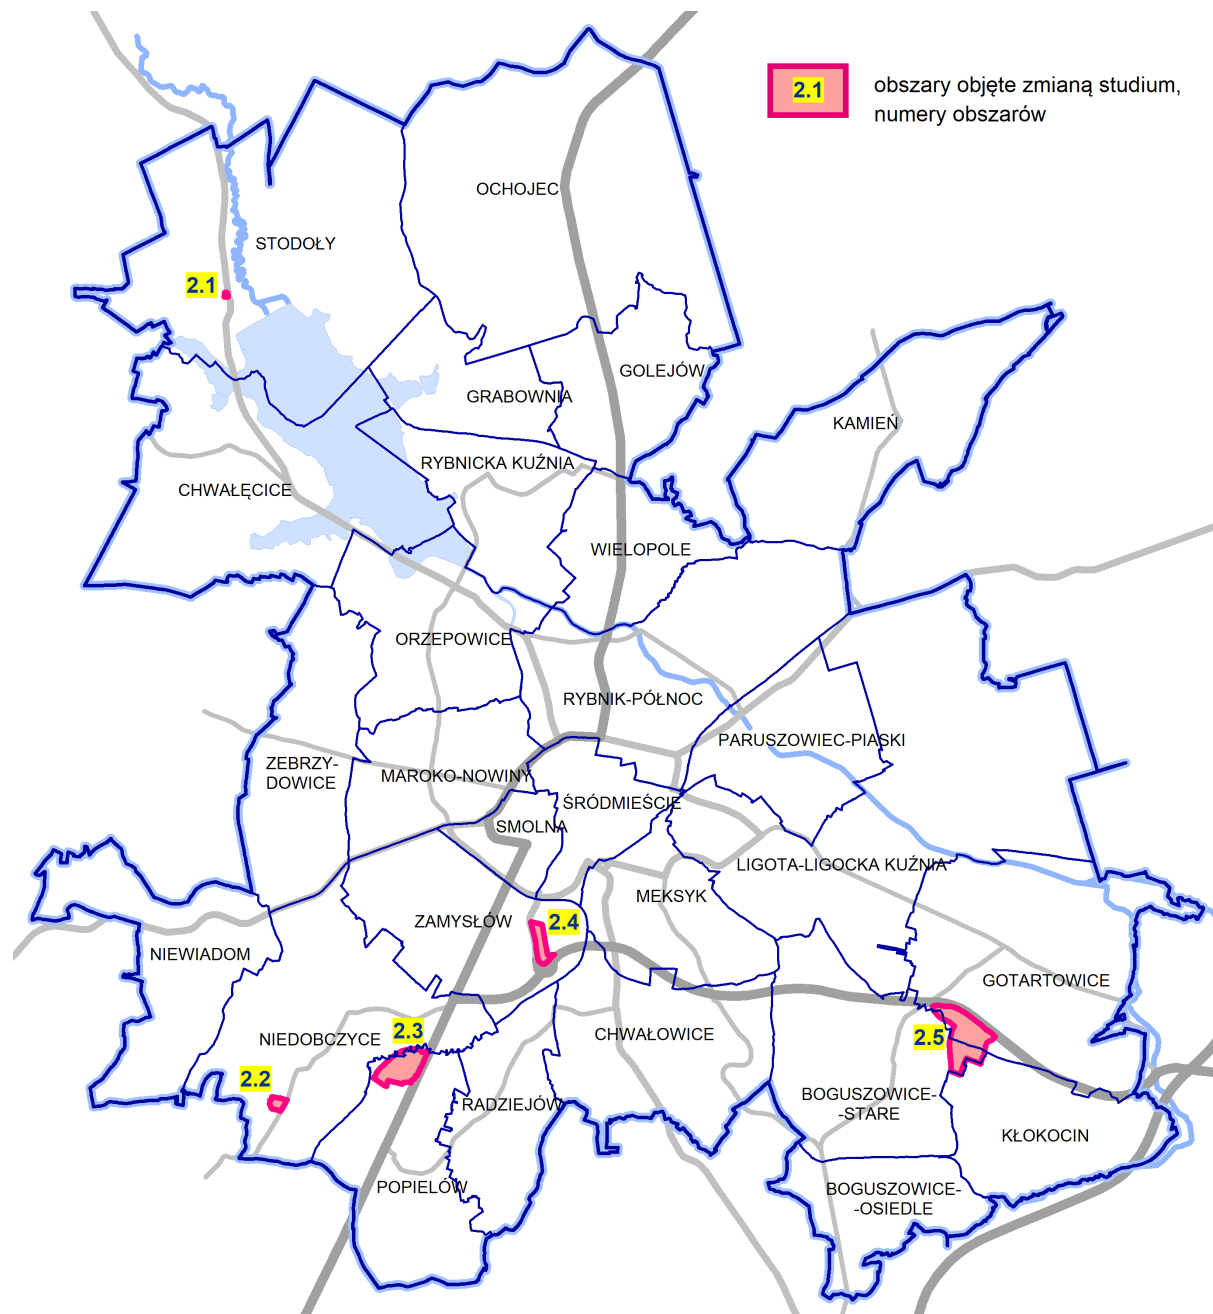 2.1
obszary objęte zmianą studium,
numery obszarów
OCHOJEC
STODOŁY
2.1
GOLEJÓW
GRABOWNIA
KAMIEŃ
RYBNICKA KUŹNIA
CHWAŁĘCICE
WIELOPOLE
ORZEPOWICE
RYBNIK-PÓŁNOC
PARUSZOWIEC-PIASKI
ZEBRZY-
DOWICE
MAROKO-NOWINY
ŚRÓDMIEŚCIE
SMOLNA
LIGOTA-LIGOCKA KUŹNIA
MEKSYK
ZAMYSŁÓW
2.4
NIEWIADOM
GOTARTOWICE
NIEDOBCZYCE
2.3
CHWAŁOWICE
2.5
2.2
RADZIEJÓW
BOGUSZOWICE-
-STARE
KŁOKOCIN
POPIELÓW
BOGUSZOWICE-
-OSIEDLE